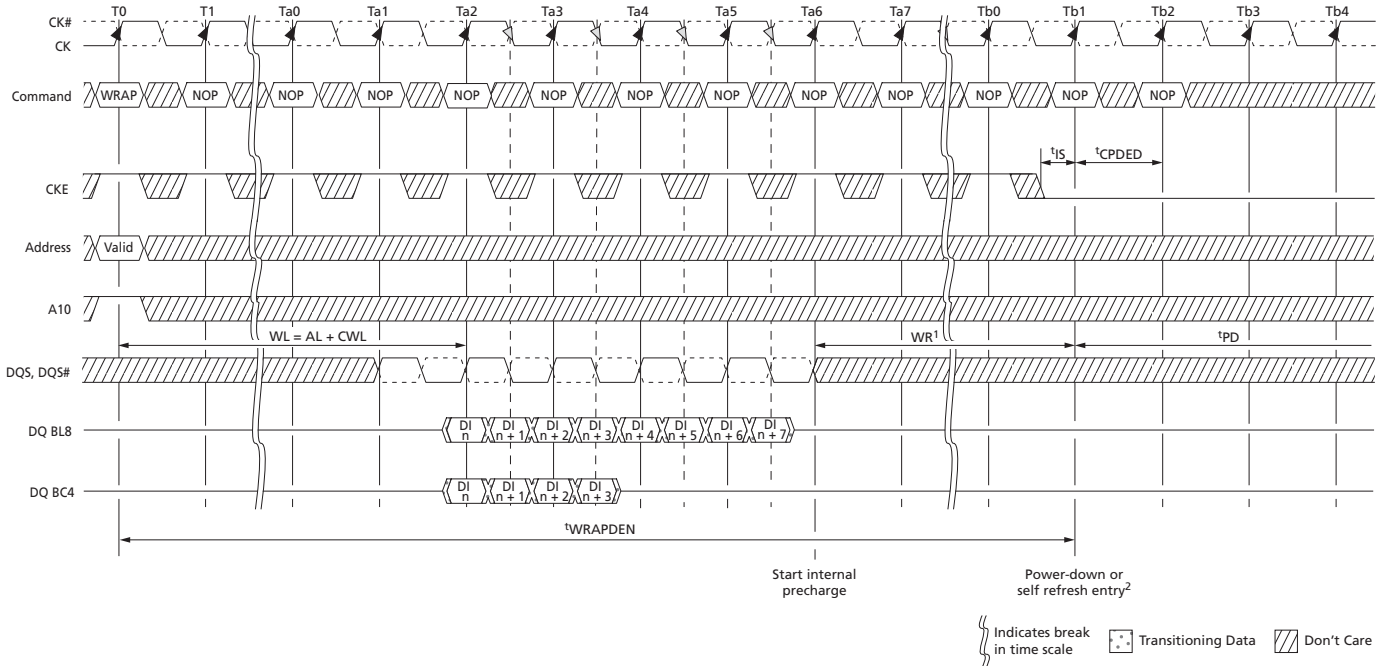 T0 T1 Ta0 Ta1 Ta2 Ta3 Ta4 Ta5 Ta6 Ta7 Tb0 Tb1 Tb2 Tb3 Tb4
CK#
CK
Command WRAP NOP NOP NOP NOP NOP NOP NOP NOP NOP NOP NOP NOP
tIS tCPDED
CKE
Address Valid
A10
WL = AL + CWL WR1 tPD
DQS, DQS#
DQ BL8 DI n DI n + 1 DI n + 2 DI n + 3 DI n + 4 DI n + 5 DI n + 6 DI n + 7
DQ BC4 DI n DI n + 1 DI n + 2 DI n + 3
tWRAPDEN
Start internal
precharge
Power-down or
self refresh entry2
Indicates break
in time scale
Transitioning Data
Don't Care